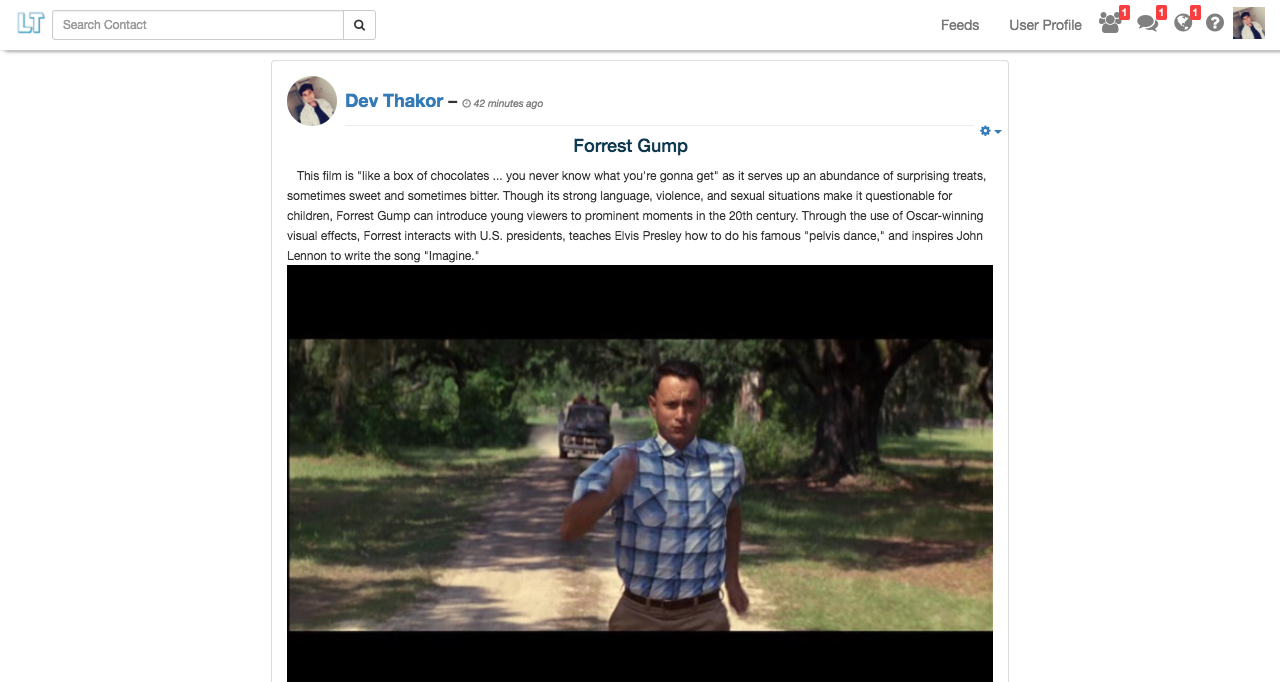 LT
Search Contact
Feeds
User Profile
1
1
1
Dev Thakor – 42 minutes ago
Forrest Gump
This film is "like a box of chocolates ... you never know what you're gonna get" as it serves up an abundance of surprising treats,
sometimes sweet and sometimes bitter. Though its strong language, violence, and sexual situations make it questionable for
children, Forrest Gump can introduce young viewers to prominent moments in the 20th century. Through the use of Oscar-winning
visual effects, Forrest interacts with U.S. presidents, teaches Elvis Presley how to do his famous "pelvis dance," and inspires John
Lennon to write the song "Imagine."